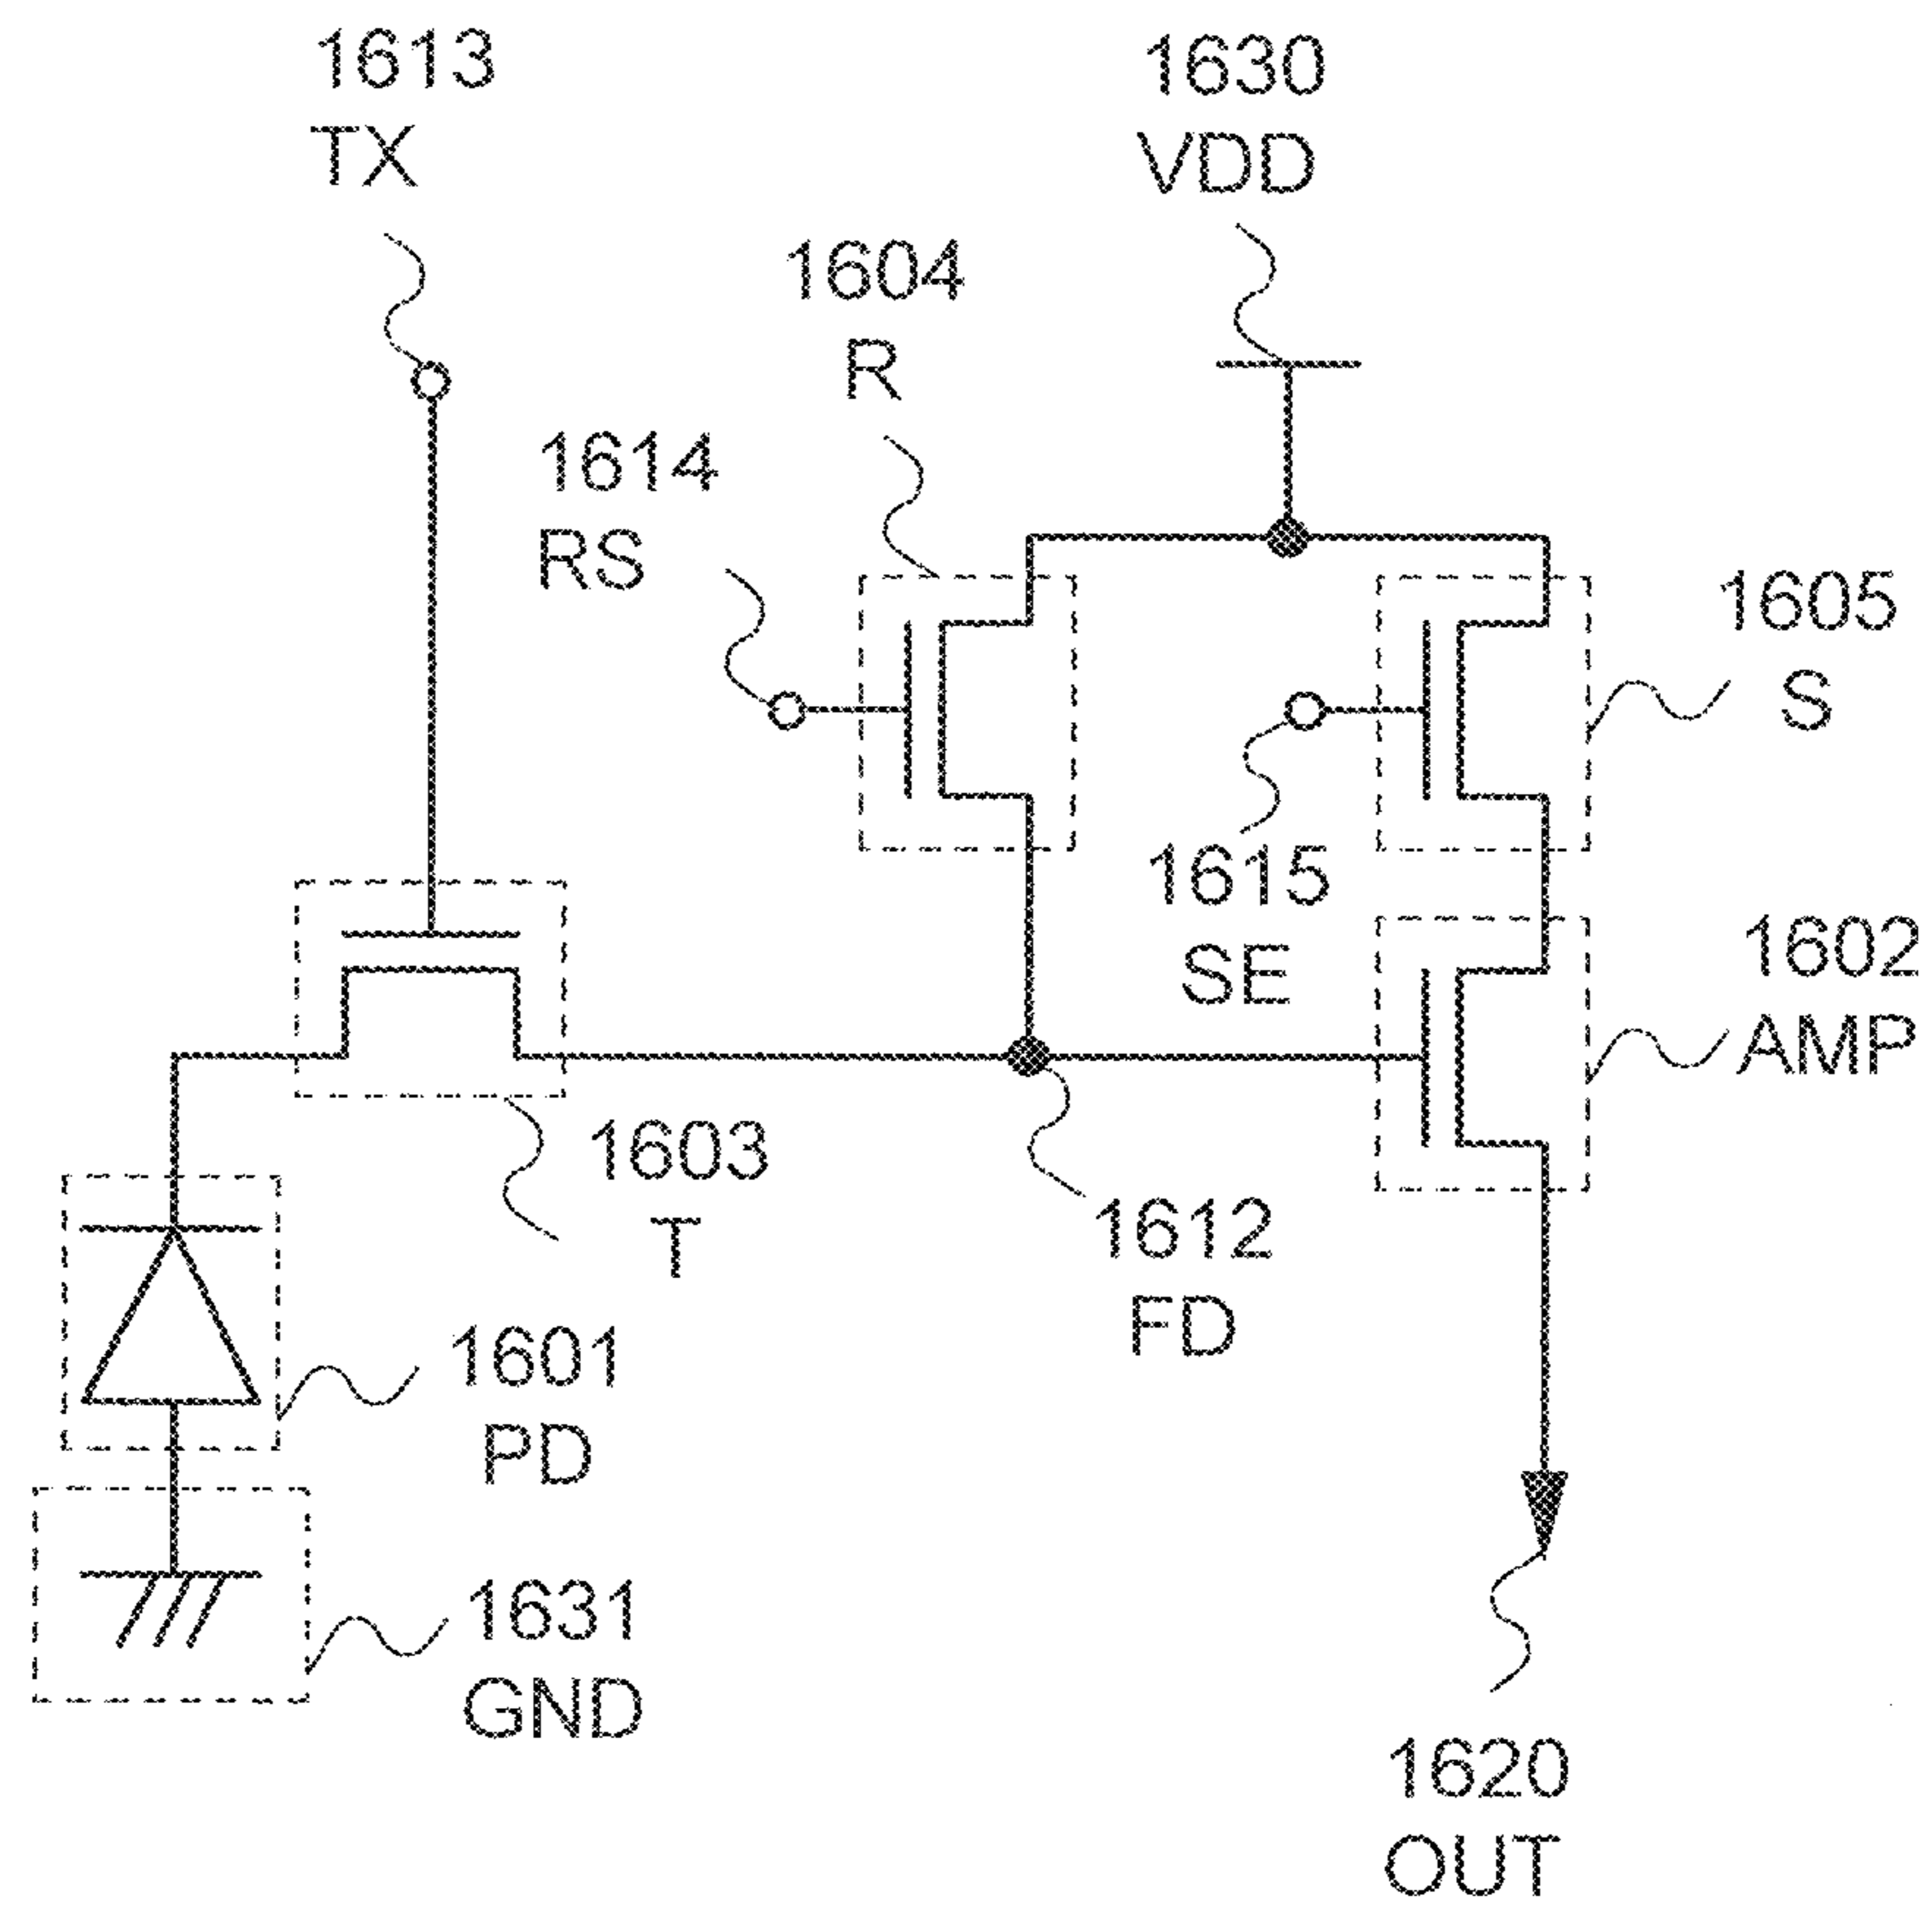 1613
TX
1630
VDD
1604
R
1614
RS
1605
S
1615
SE
1602
AMP
1603
T
1612
FD
1601
PD
1631
GND
1620
OUT